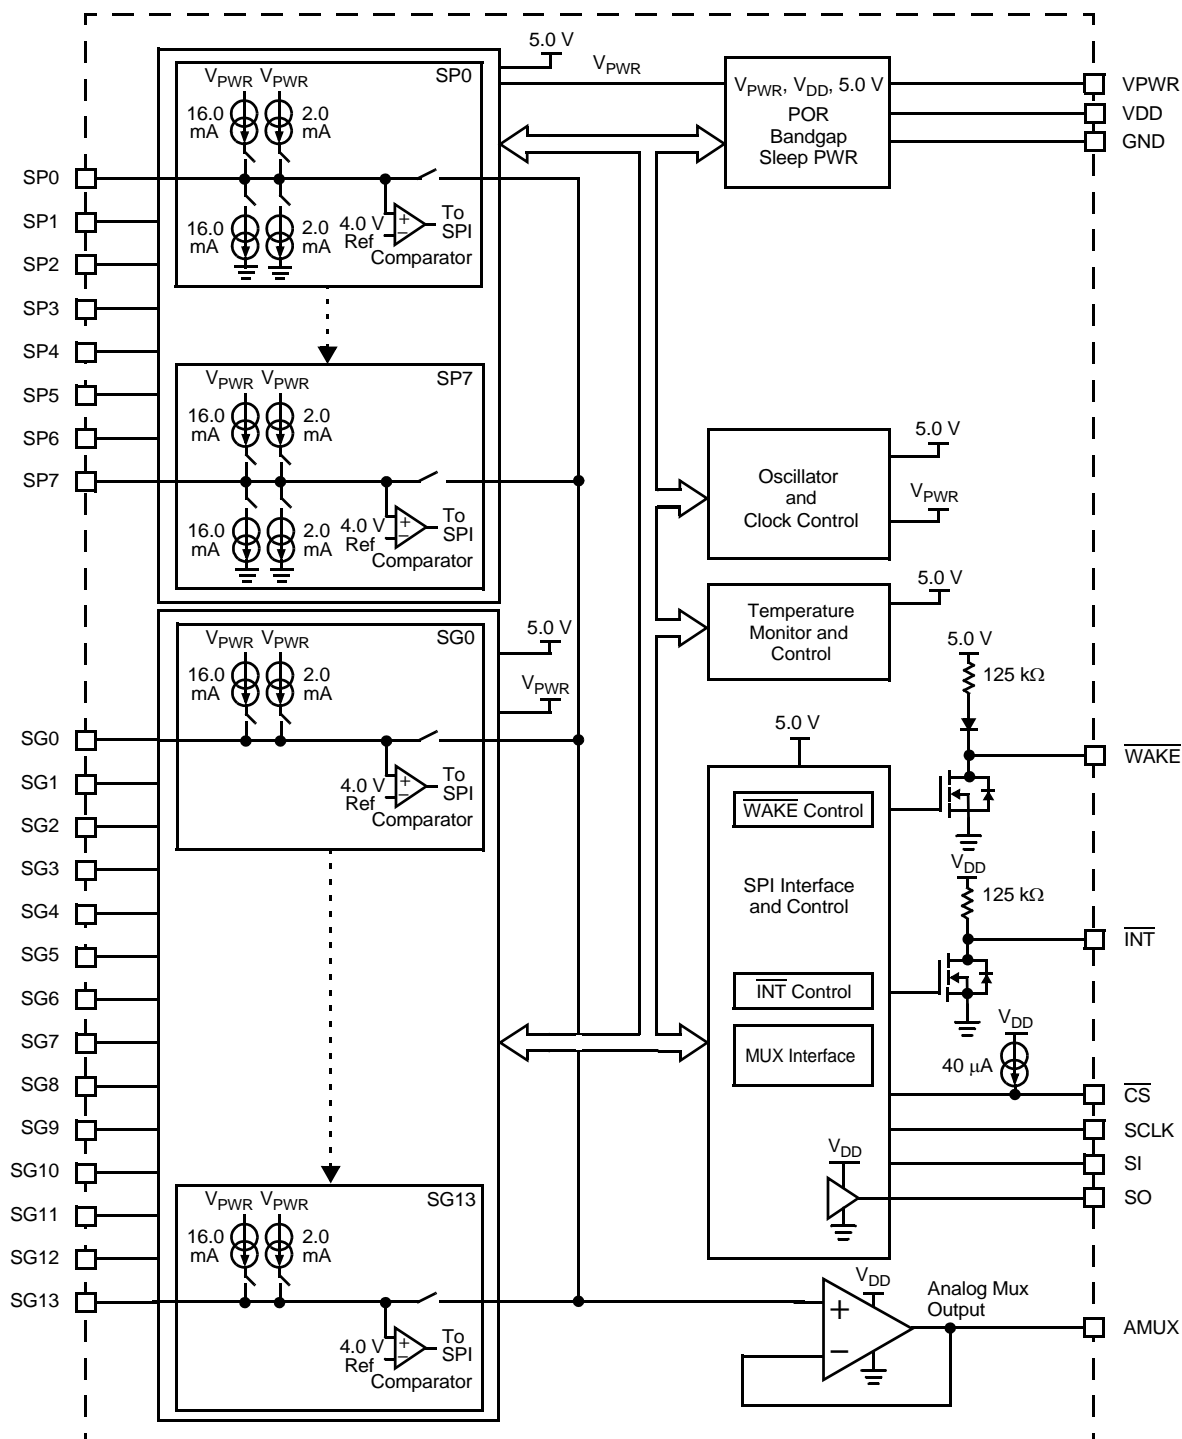 5.0 V
VPWR
SP0
VPWR VPWR
16.0 mA
2.0 mA
16.0 mA
2.0 mA
4.0 V Ref
+
−
To SPI
Comparator
VPWR, VDD, 5.0 V
POR
Bandgap
Sleep PWR
VPWR
VDD
GND
SP0
SP1
SP2
SP3
SP4
SP5
SP6
SP7
SP7
VPWR VPWR
16.0 mA
2.0 mA
16.0 mA
2.0 mA
4.0 V Ref
+
−
To SPI
Comparator
5.0 V
VPWR
Oscillator
and
Clock Control
5.0 V
Temperature
Monitor and
Control
SG0
VPWR VPWR
16.0 mA
2.0 mA
4.0 V Ref
+
−
To SPI
Comparator
5.0 V
VPWR
SG0
SG1
SG2
SG3
SG4
SG5
SG6
SG7
SG8
SG9
SG10
SG11
SG12
SG13
5.0 V
WAKE Control
SPI Interface
and Control
INT Control
MUX Interface
VDD
5.0 V
125 kΩ
WAKE
VDD
125 kΩ
INT
VDD
40 μA
CS
SCLK
SI
SO
SG13
VPWR VPWR
16.0 mA
2.0 mA
4.0 V Ref
+
−
To SPI
Comparator
VDD
+
−
Analog Mux
Output
AMUX